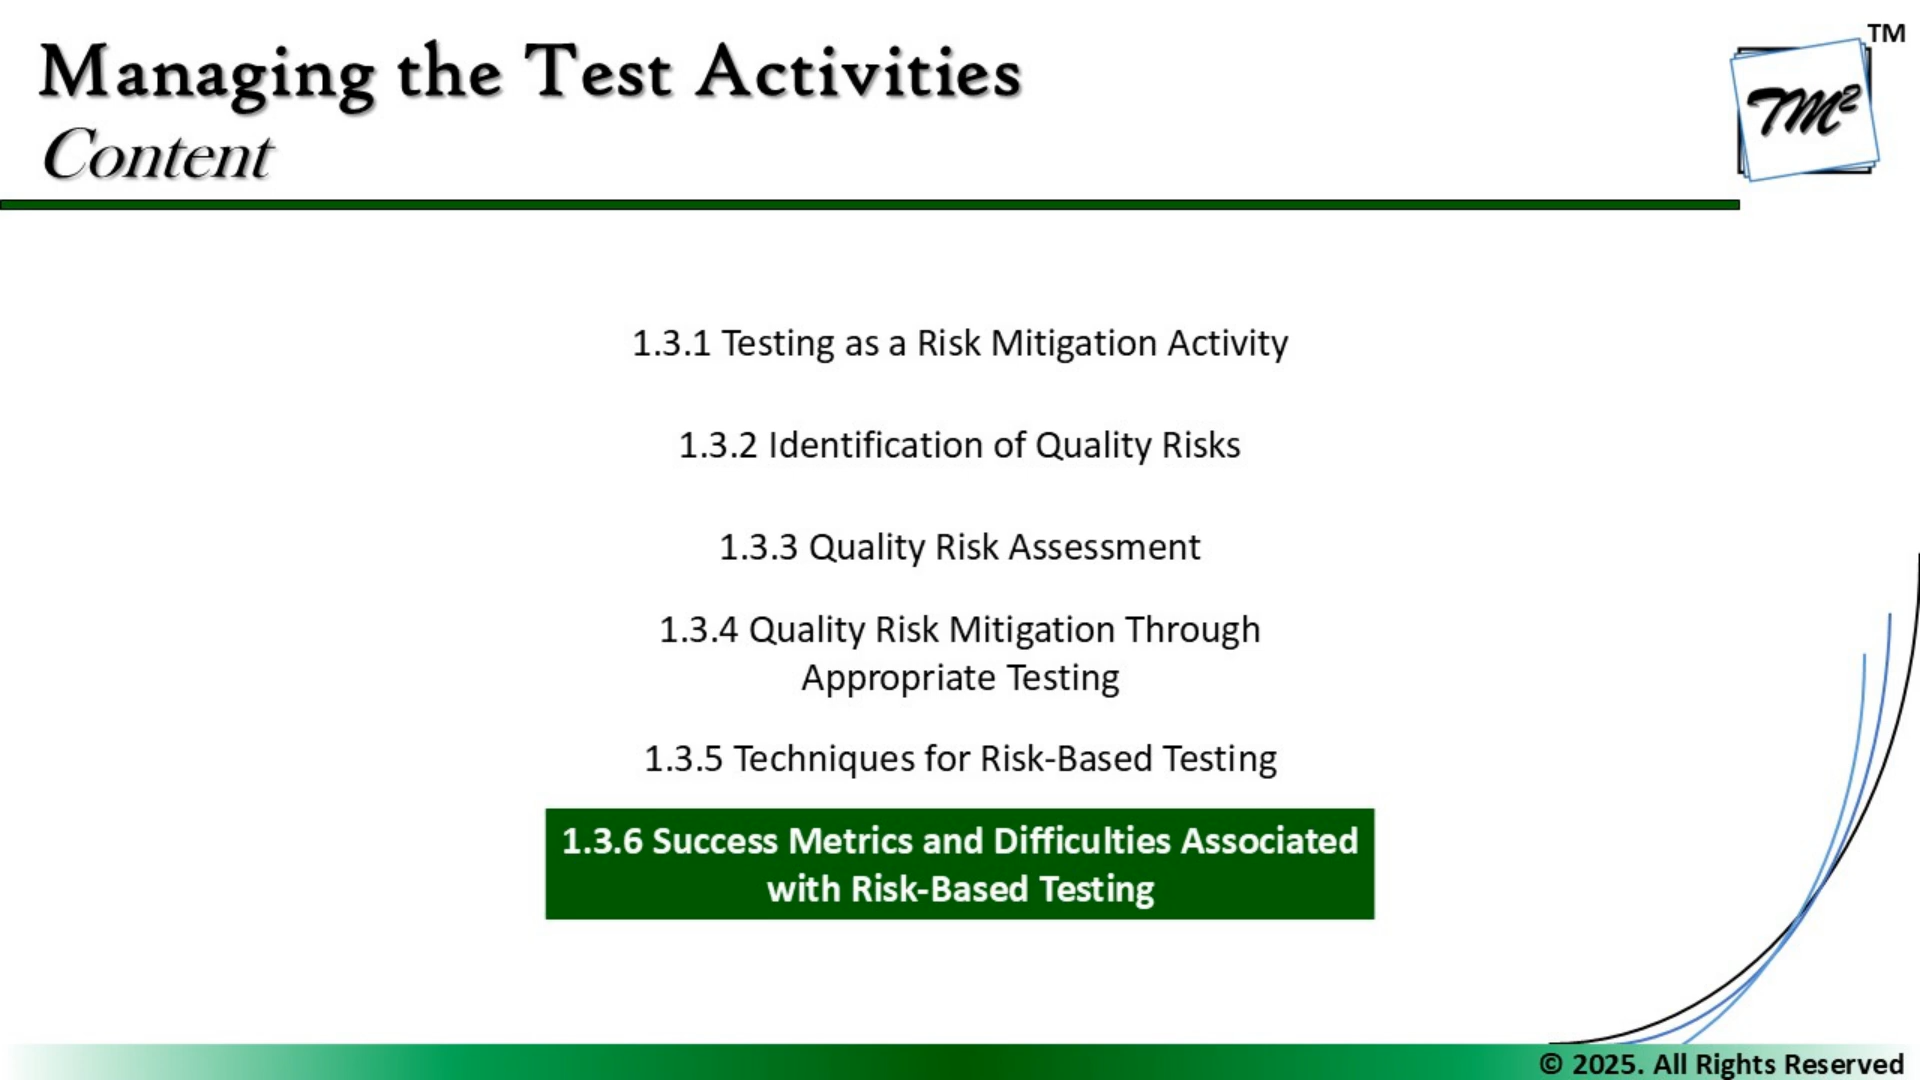 Managing the Test Activities
Content
TM
TM²
1.3.1 Testing as a Risk Mitigation Activity
1.3.2 Identification of Quality Risks
1.3.3 Quality Risk Assessment
1.3.4 Quality Risk Mitigation Through
Appropriate Testing
1.3.5 Techniques for Risk-Based Testing
1.3.6 Success Metrics and Difficulties Associated
with Risk-Based Testing
© 2025. All Rights Reserved